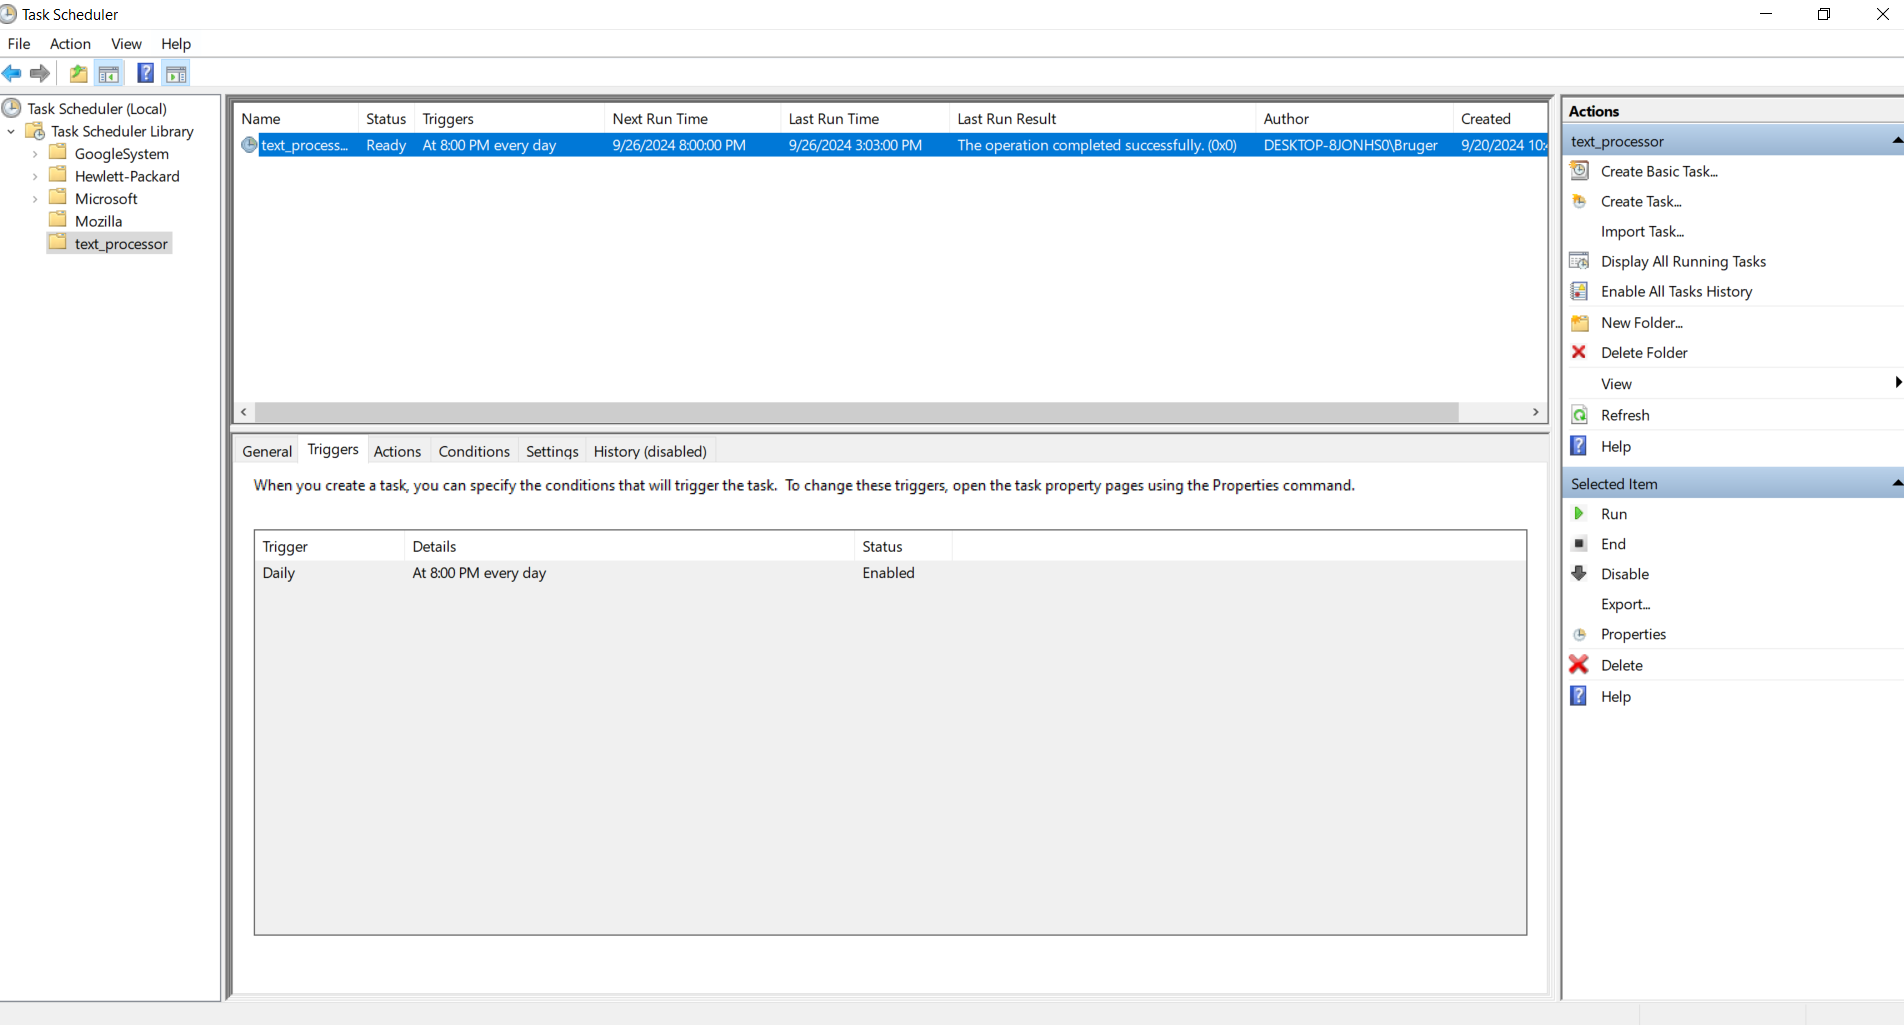 Task Scheduler
File Action View Help
Task Scheduler (Local)
Task Scheduler Library
GoogleSystem
Hewlett-Packard
Microsoft
Mozilla
text_processor
Name Status Triggers Next Run Time Last Run Time Last Run Result Author Created
text_process... Ready At 8:00 PM every day 9/26/2024 8:00:00 PM 9/26/2024 3:03:00 PM The operation completed successfully. (0x0) DESKTOP-8JONHS0\Bruger 9/20/2024 10:4
General Triggers Actions Conditions Settings History (disabled)
When you create a task, you can specify the conditions that will trigger the task.  To change these triggers, open the task property pages using the Properties command.
Trigger Details Status
Daily At 8:00 PM every day Enabled
Actions
text_processor
Create Basic Task...
Create Task...
Import Task...
Display All Running Tasks
Enable All Tasks History
New Folder...
Delete Folder
View
Refresh
Help
Selected Item
Run
End
Disable
Export...
Properties
Delete
Help